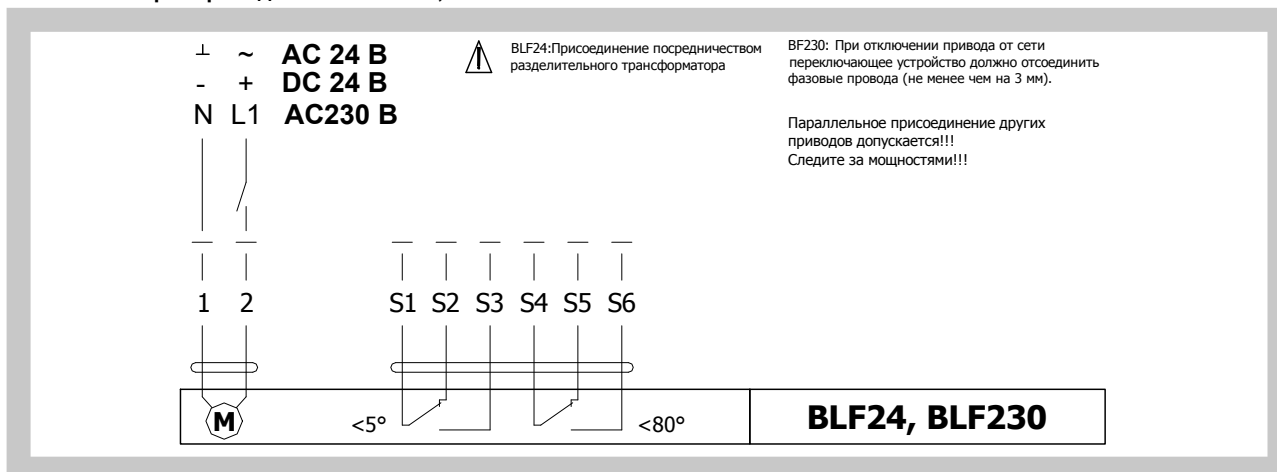 ⊥ ~ AC 24 В
- + DC 24 В
N L1 AC230 В
BLF24:Присоединение посредничеством
разделительного трансформатора
BF230: При отключении привода от сети
переключающее устройство должно отсоединить
фазовые провода (не менее чем на 3 мм).
Параллельное присоединение других
приводов допускается!!!
Следите за мощностями!!!
1 2 S1 S2 S3 S4 S5 S6
M <5° <80° BLF24, BLF230